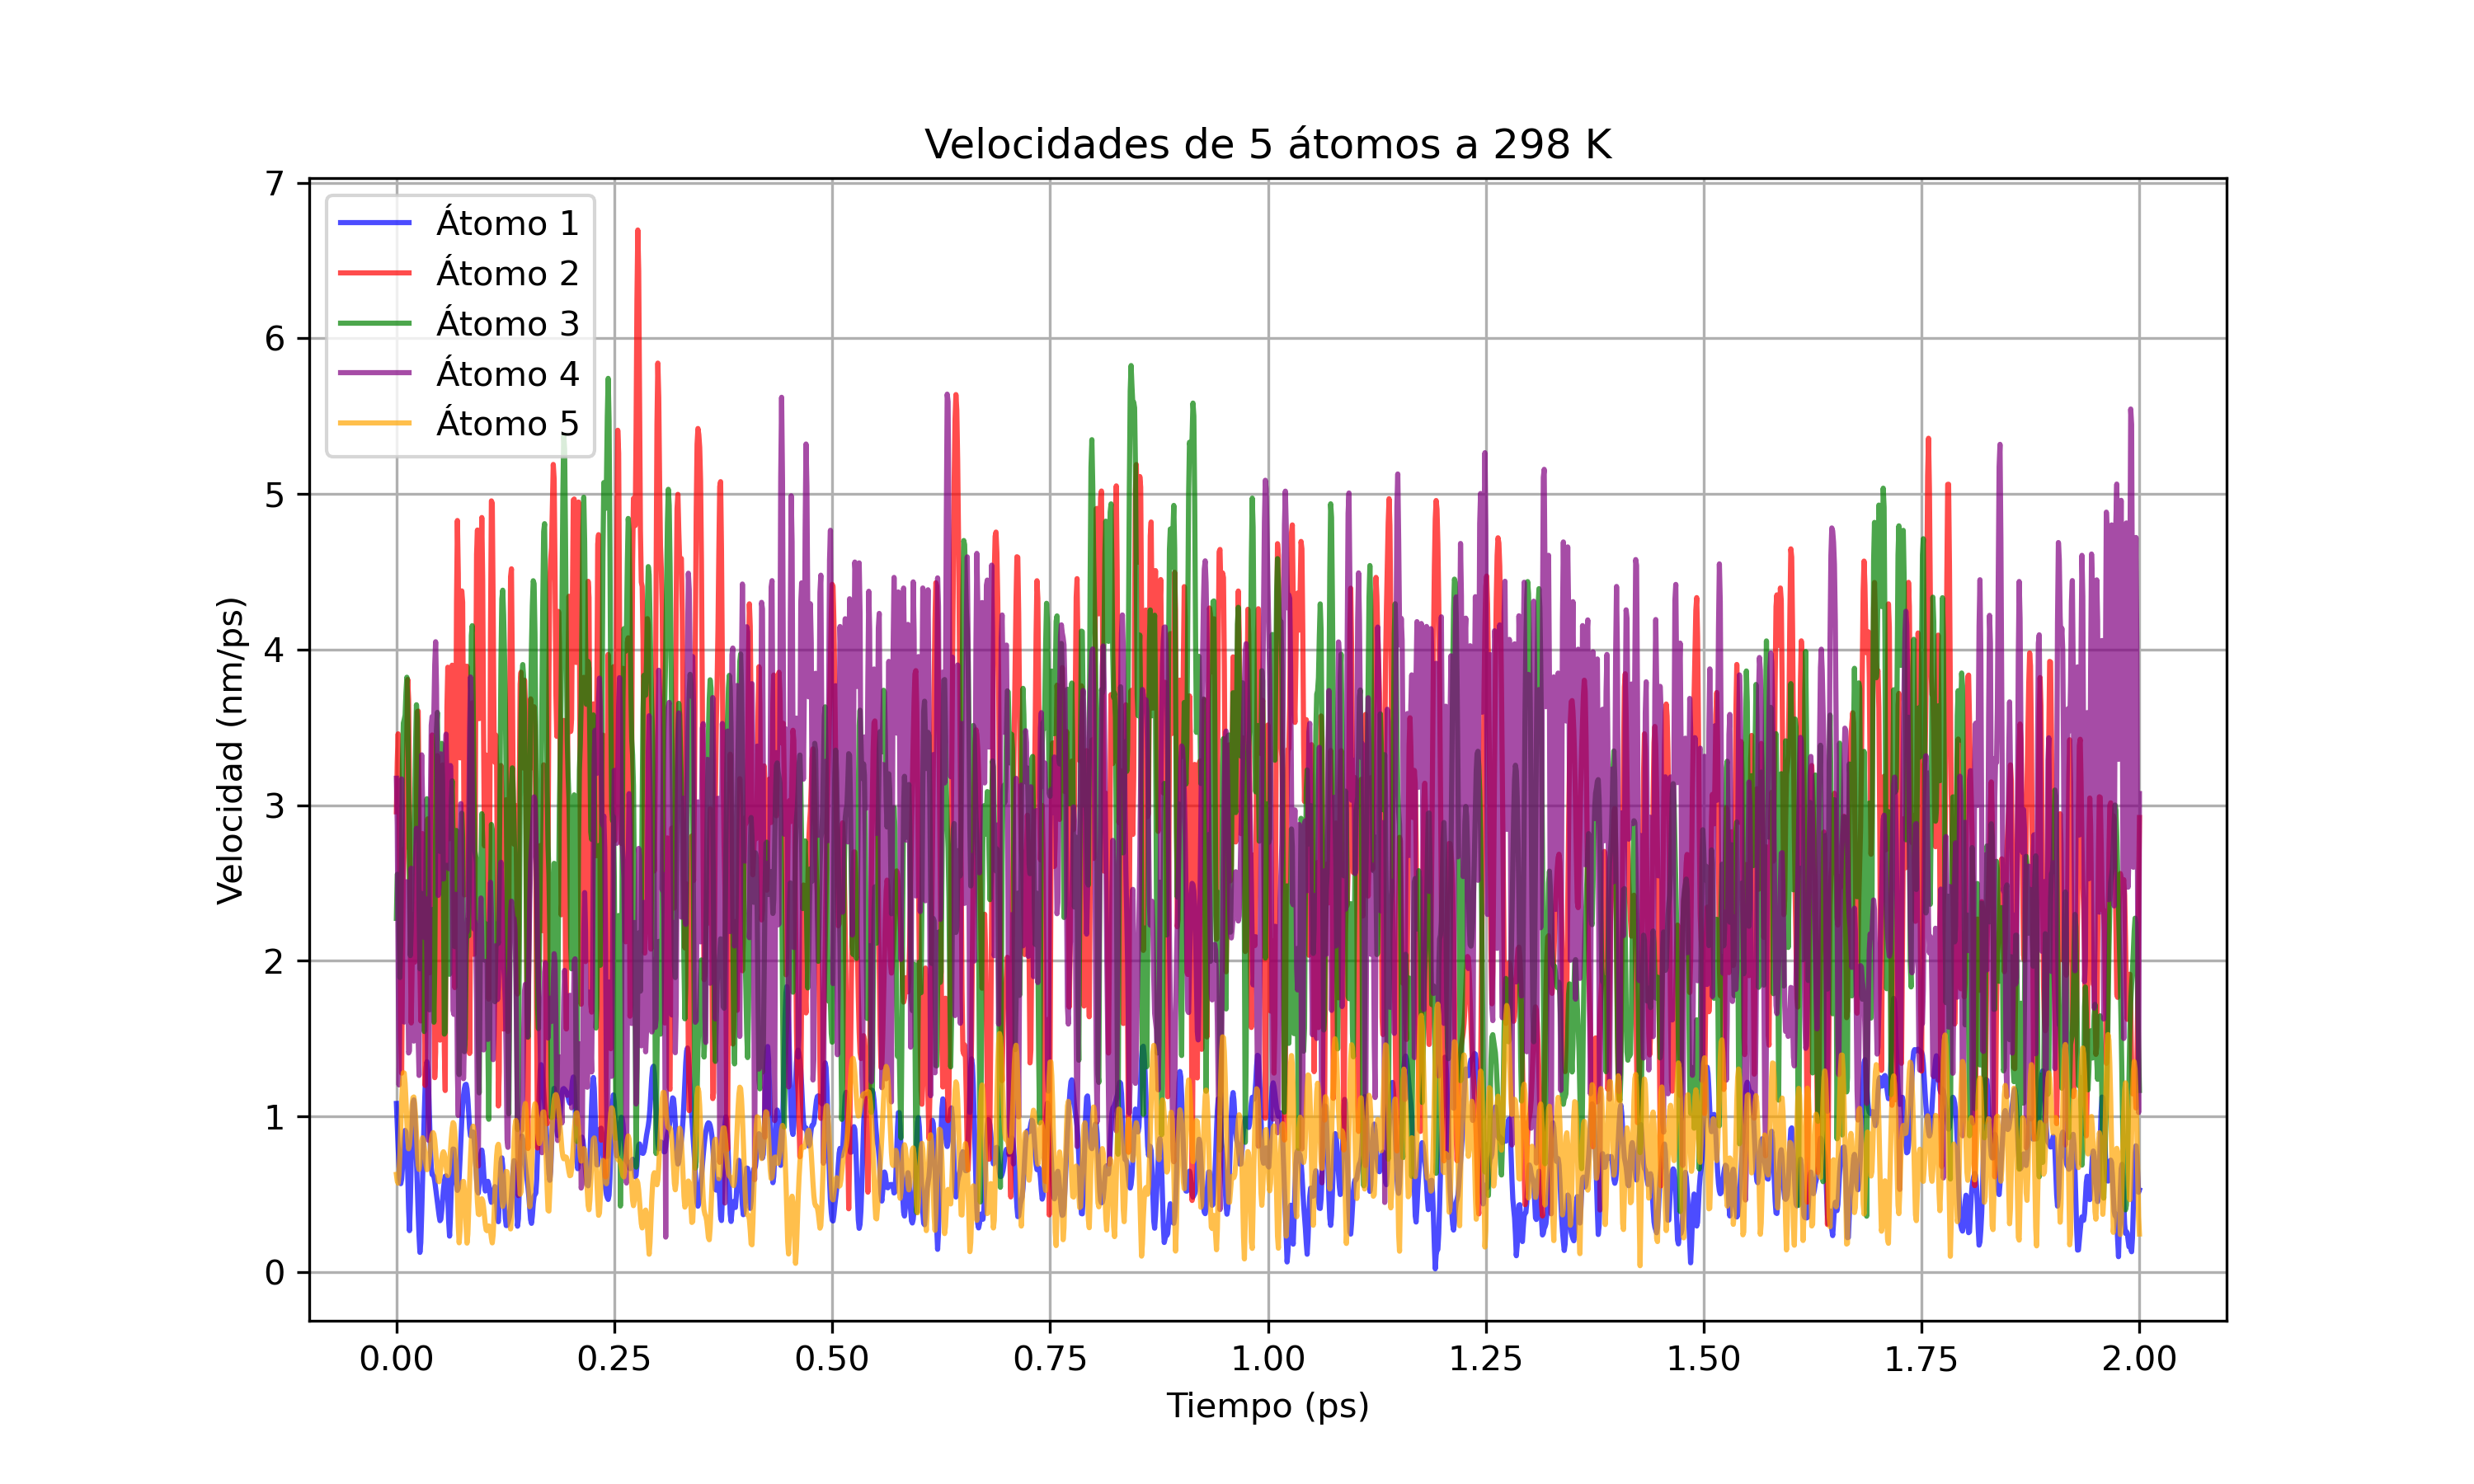 Velocidades de 5 átomos a 298 K
7
6
5
4
3
2
1
0
Velocidad (nm/ps)
Átomo 1
Átomo 2
Átomo 3
Átomo 4
Átomo 5
0.00 0.25 0.50 0.75 1.00 1.25 1.50 1.75 2.00
Tiempo (ps)